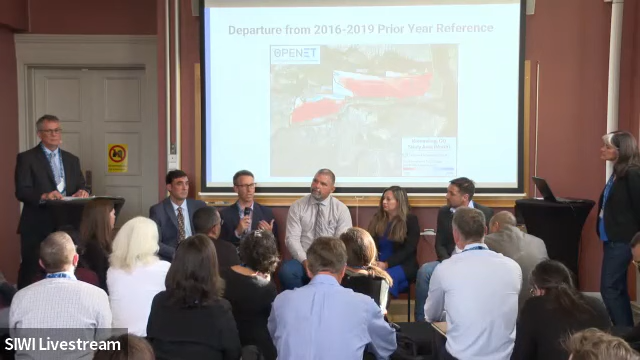 Departure from 2016-2019 Prior Year Reference
OPENET
SIWI Livestream